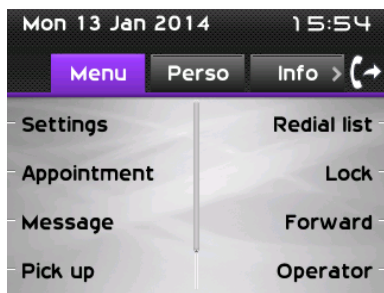 Mon 13 Jan 2014 15:54
Menu Perso Info >
Settings Redial list
Appointment Lock
Message Forward
Pick up Operator